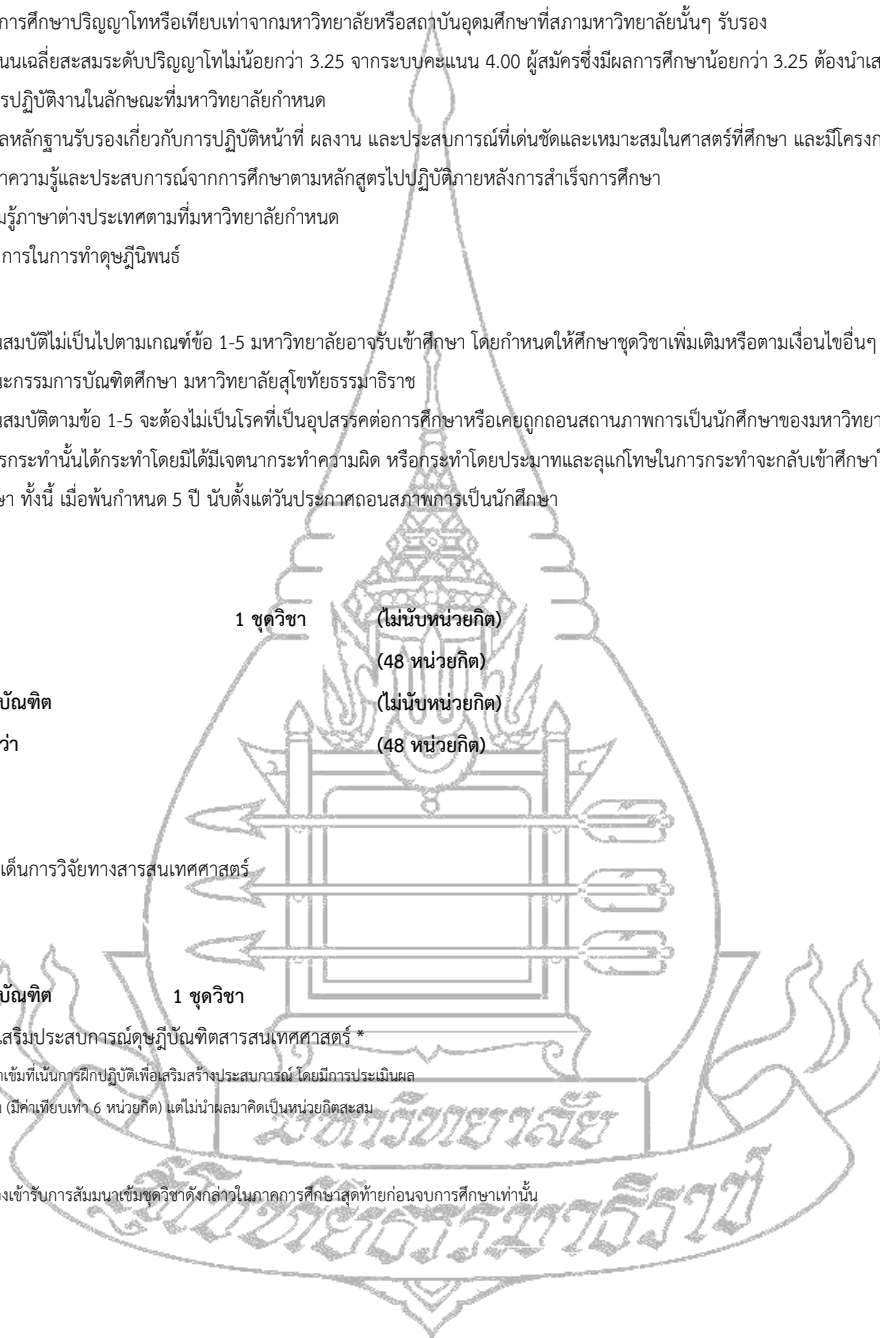 การศึกษาปริญญาโทหรือเทียบเท่าจากมหาวิทยาลัยหรือสถาบันอุดมศึกษาที่สภามหาวิทยาลัยนั้นๆ รับรอง
นนเฉลี่ยสะสมระดับปริญญาโทไม่น้อยกว่า 3.25 จากระบบคะแนน 4.00 ผู้สมัครซึ่งมีผลการศึกษาน้อยกว่า 3.25 ต้องนำเส
รปฏิบัติงานในลักษณะที่มหาวิทยาลัยกำหนด
ลหลักฐานรับรองเกี่ยวกับการปฏิบัติหน้าที่ ผลงาน และประสบการณ์ที่เด่นชัดและเหมาะสมในศาสตร์ที่ศึกษา และมีโครงก
าความรู้และประสบการณ์จากการศึกษาตามหลักสูตรไปปฏิบัติภายหลังการสำเร็จการศึกษา
มรู้ภาษาต่างประเทศตามที่มหาวิทยาลัยกำหนด
การในการทำดุษฎีนิพนธ์
นสมบัติไม่เป็นไปตามเกณฑ์ข้อ 1-5 มหาวิทยาลัยอาจรับเข้าศึกษา โดยกำหนดให้ศึกษาชุดวิชาเพิ่มเติมหรือตามเงื่อนไขอื่นๆ
ณะกรรมการบัณฑิตศึกษา มหาวิทยาลัยสุโขทัยธรรมาธิราช
นสมบัติตามข้อ 1-5 จะต้องไม่เป็นโรคที่เป็นอุปสรรคต่อการศึกษาหรือเคยถูกถอนสถานภาพการเป็นนักศึกษาของมหาวิทยา
ารกระทำนั้นได้กระทำโดยมิได้มีเจตนากระทำความผิด หรือกระทำโดยประมาทและลุแก่โทษในการกระทำจะกลับเข้าศึกษาใ
ษา ทั้งนี้ เมื่อพ้นกำหนด 5 ปี นับตั้งแต่วันประกาศถอนสภาพการเป็นนักศึกษา
1 ชุดวิชา (ไม่นับหน่วยกิต)
(48 หน่วยกิต)
บัณฑิต (ไม่นับหน่วยกิต)
ว่า (48 หน่วยกิต)
เด็นการวิจัยทางสารสนเทศศาสตร์
บัณฑิต 1 ชุดวิชา
เสริมประสบการณ์ดุษฎีบัณฑิตสารสนเทศศาสตร์ *
าเข้มที่เน้นการฝึกปฏิบัติเพื่อเสริมสร้างประสบการณ์ โดยมีการประเมินผล
(มีค่าเทียบเท่า 6 หน่วยกิต) แต่ไม่นำผลมาคิดเป็นหน่วยกิตสะสม
มหาวิทยาลัย
องเข้ารับการสัมมนาเข้มชุดวิชาดังกล่าวในภาคการศึกษาสุดท้ายก่อนจบการศึกษาเท่านั้น
สุโขทัยธรรมาธิราช